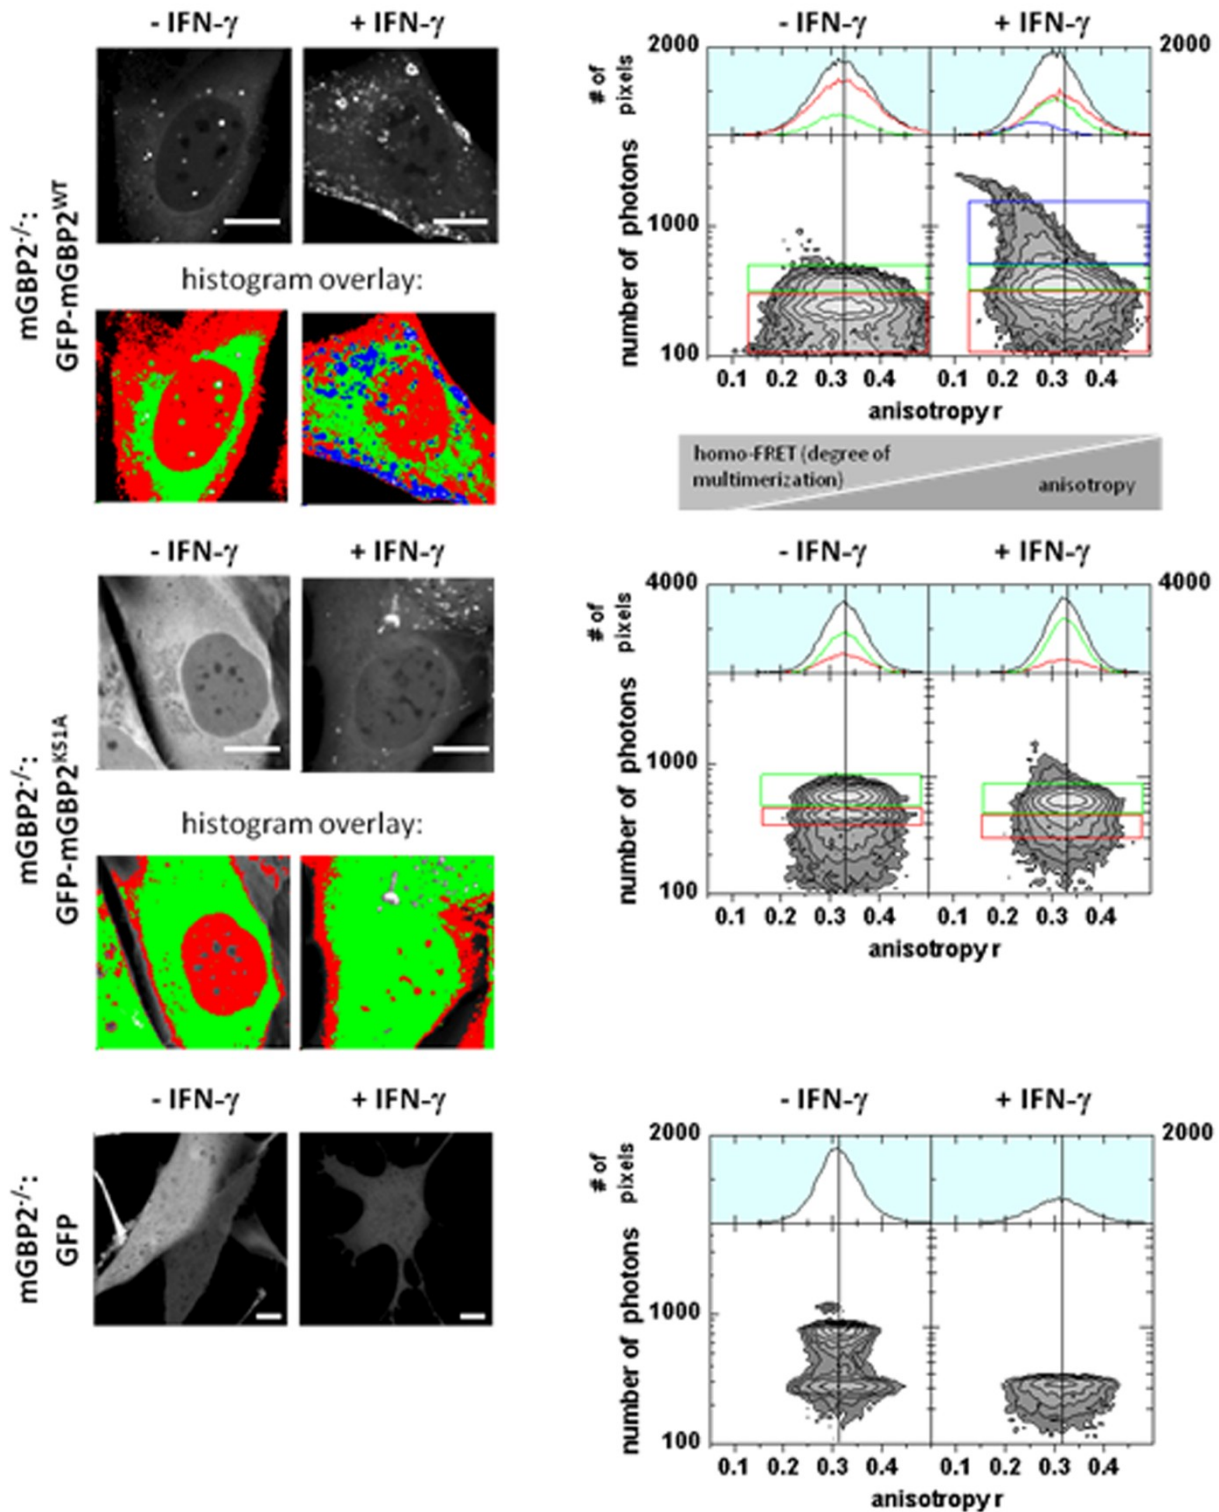 - IFN-γ
+ IFN-γ
mGBP2-/-:
GFP-mGBP2WT
histogram overlay:
- IFN-γ
+ IFN-γ
2000
2000
# of
pixels
number of photons
1000
100
0.1 0.2 0.3 0.4
0.1 0.2 0.3 0.4
anisotropy r
homo-FRET (degree of
multimerization)
anisotropy
- IFN-γ
+ IFN-γ
mGBP2-/-:
GFP-mGBP2K51A
histogram overlay:
- IFN-γ
+ IFN-γ
4000
4000
# of
pixels
number of photons
1000
100
0.1 0.2 0.3 0.4
0.1 0.2 0.3 0.4
anisotropy r
- IFN-γ
+ IFN-γ
mGBP2-/-:
GFP
- IFN-γ
+ IFN-γ
2000
2000
# of
pixels
number of photons
1000
100
0.1 0.2 0.3 0.4
0.1 0.2 0.3 0.4
anisotropy r